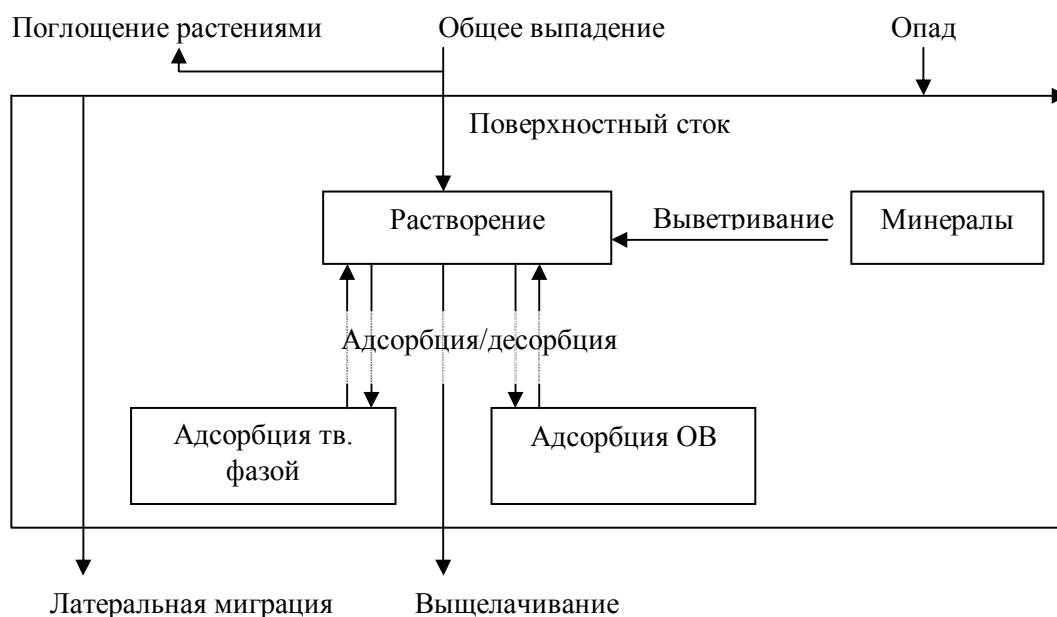 Поглощение растениями
Общее выпадение
Опад
Поверхностный сток
Растворение
Выветривание
Минералы
Адсорбция/десорбция
Адсорбция тв.
фазой
Адсорбция ОВ
Латеральная миграция
Выщелачивание